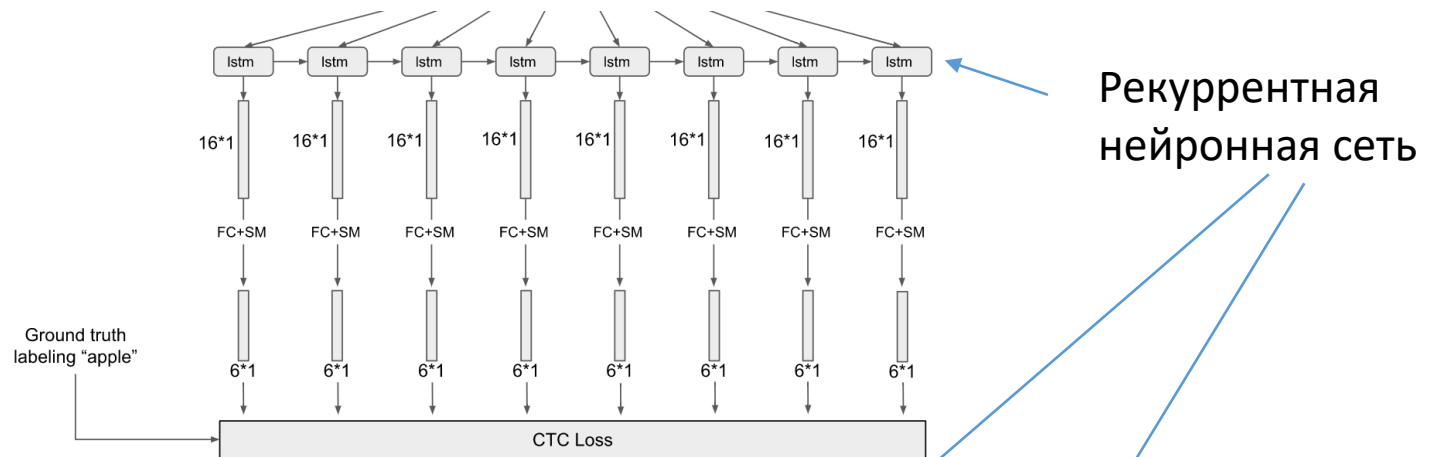 lstm lstm lstm lstm lstm lstm lstm lstm
Рекуррентная
нейронная сеть
16*1 16*1 16*1 16*1 16*1 16*1 16*1 16*1
FC+SM FC+SM FC+SM FC+SM FC+SM FC+SM FC+SM FC+SM
Ground truth
labeling “apple”
6*1 6*1 6*1 6*1 6*1 6*1 6*1 6*1
CTC Loss